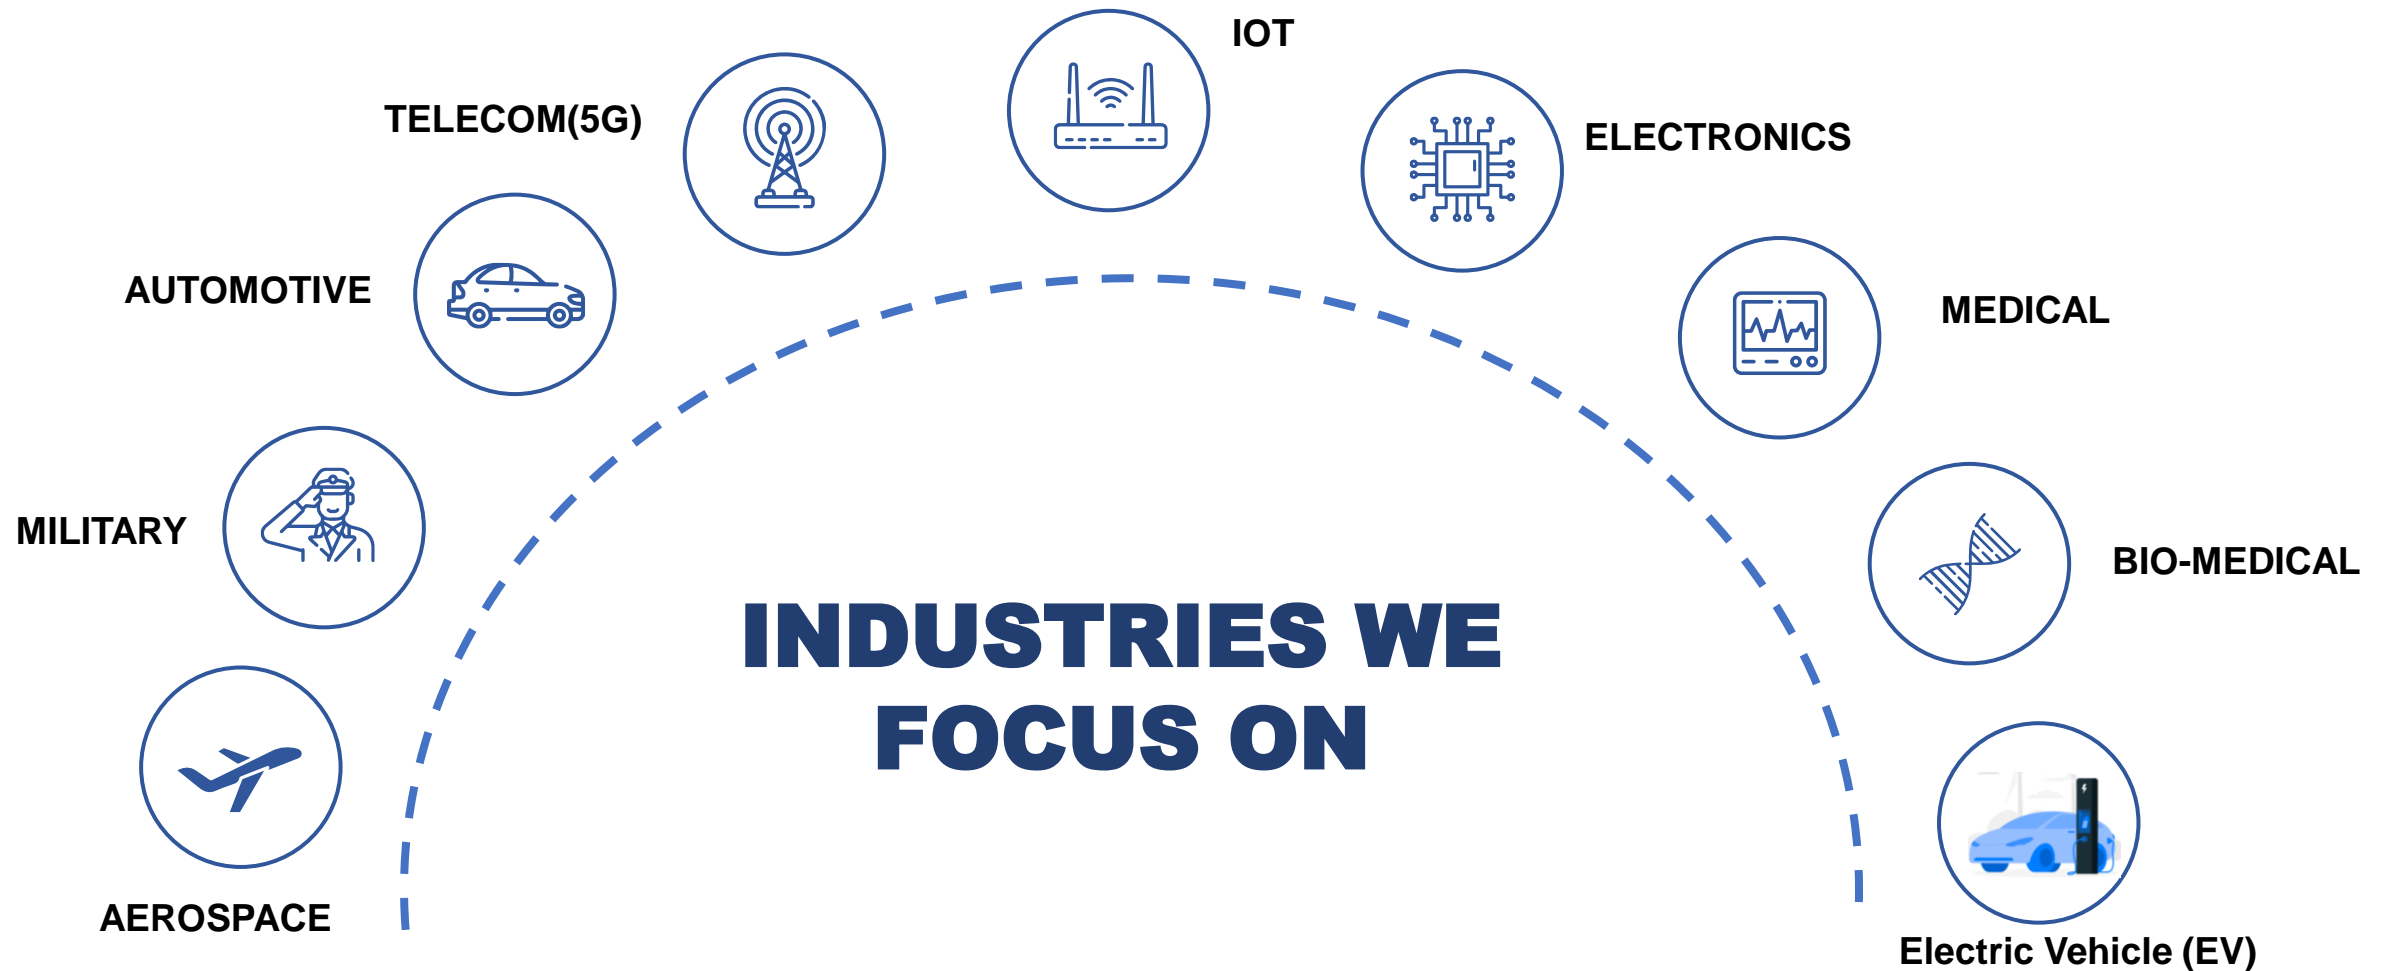 IOT
TELECOM(5G)
ELECTRONICS
AUTOMOTIVE
MEDICAL
MILITARY
BIO-MEDICAL
INDUSTRIES WE
FOCUS ON
AEROSPACE
Electric Vehicle (EV)